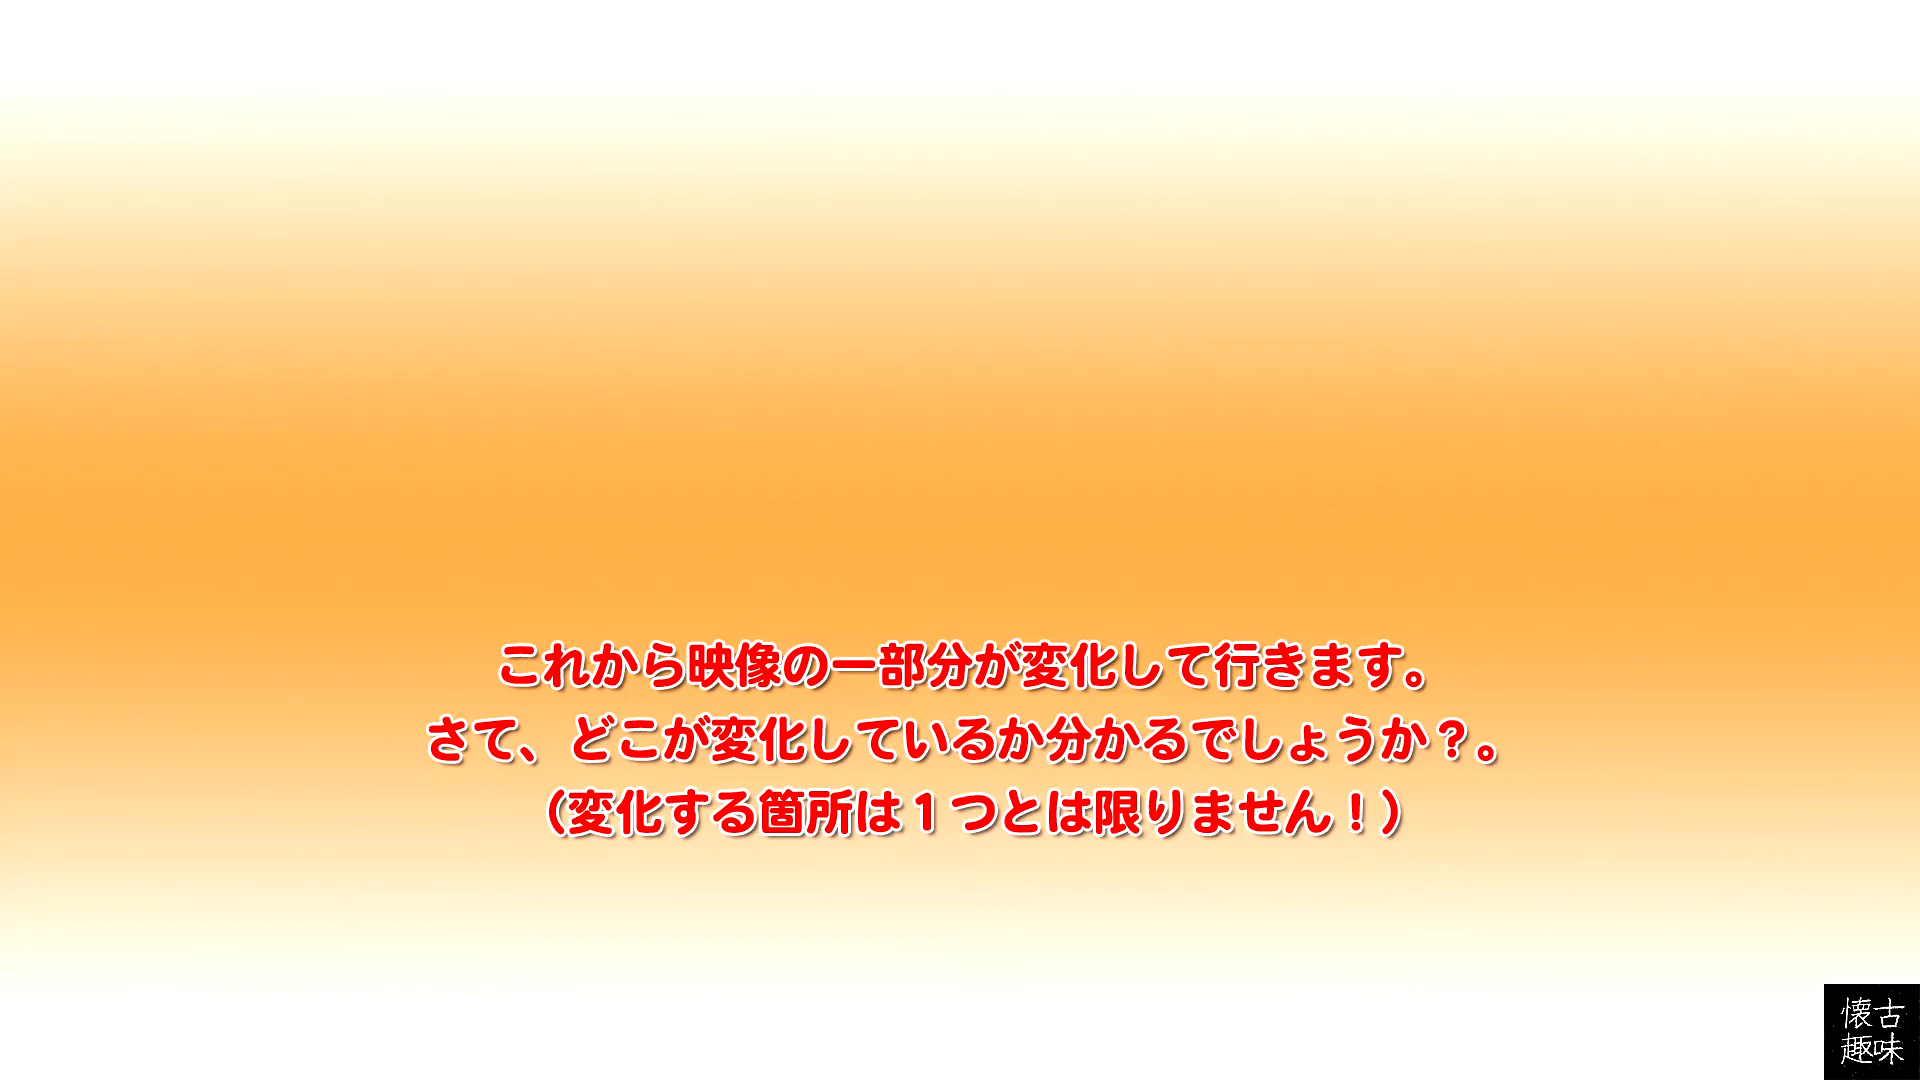 これから映像の一部分が変化して行きます。
さて、どこが変化しているか分かるでしょうか？。
（変化する箇所は１つとは限りません！）
懐古
趣味